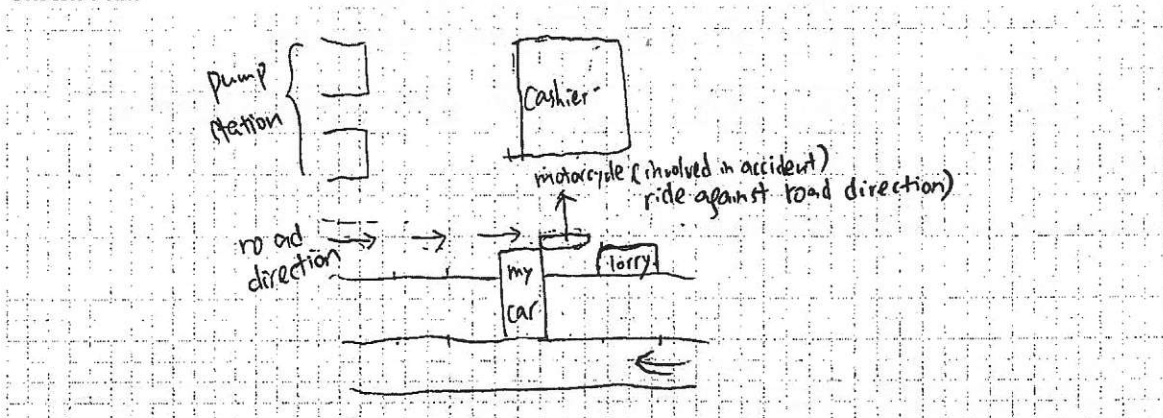 pump
station
Cashier
motorcycle (involved in accident)
ride against road direction)
road
direction
my
car
lorry